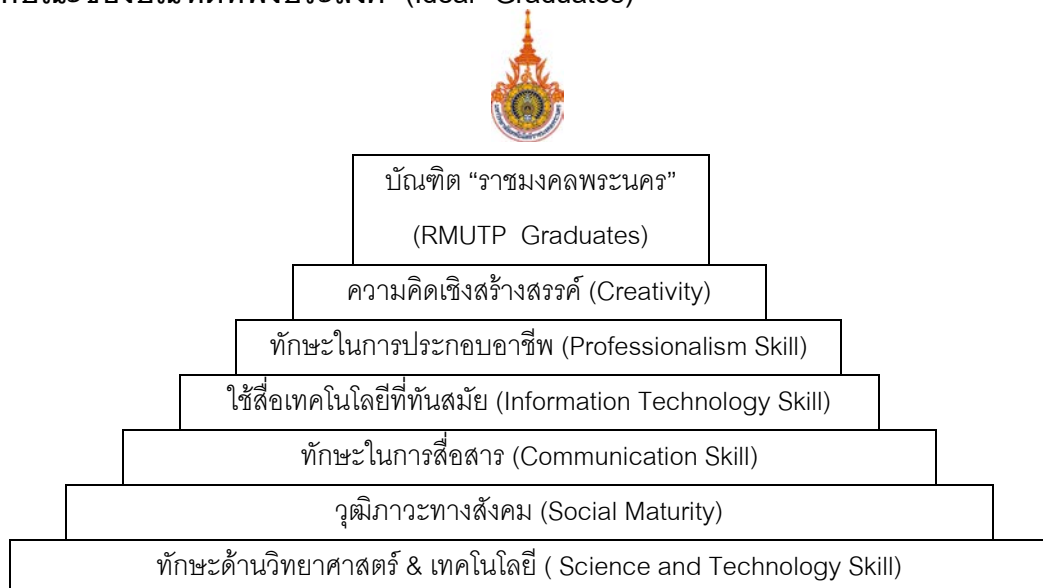 (Ideal Graduates)
บัณฑิต “ราชมงคลพระนคร”
(RMUTP Graduates)
ความคิดเชิงสร้างสรรค์ (Creativity)
ทักษะในการประกอบอาชีพ (Professionalism Skill)
ใช้สื่อเทคโนโลยีที่ทันสมัย (Information Technology Skill)
ทักษะในการสื่อสาร (Communication Skill)
วุฒิภาวะทางสังคม (Social Maturity)
ทักษะด้านวิทยาศาสตร์ & เทคโนโลยี ( Science and Technology Skill)